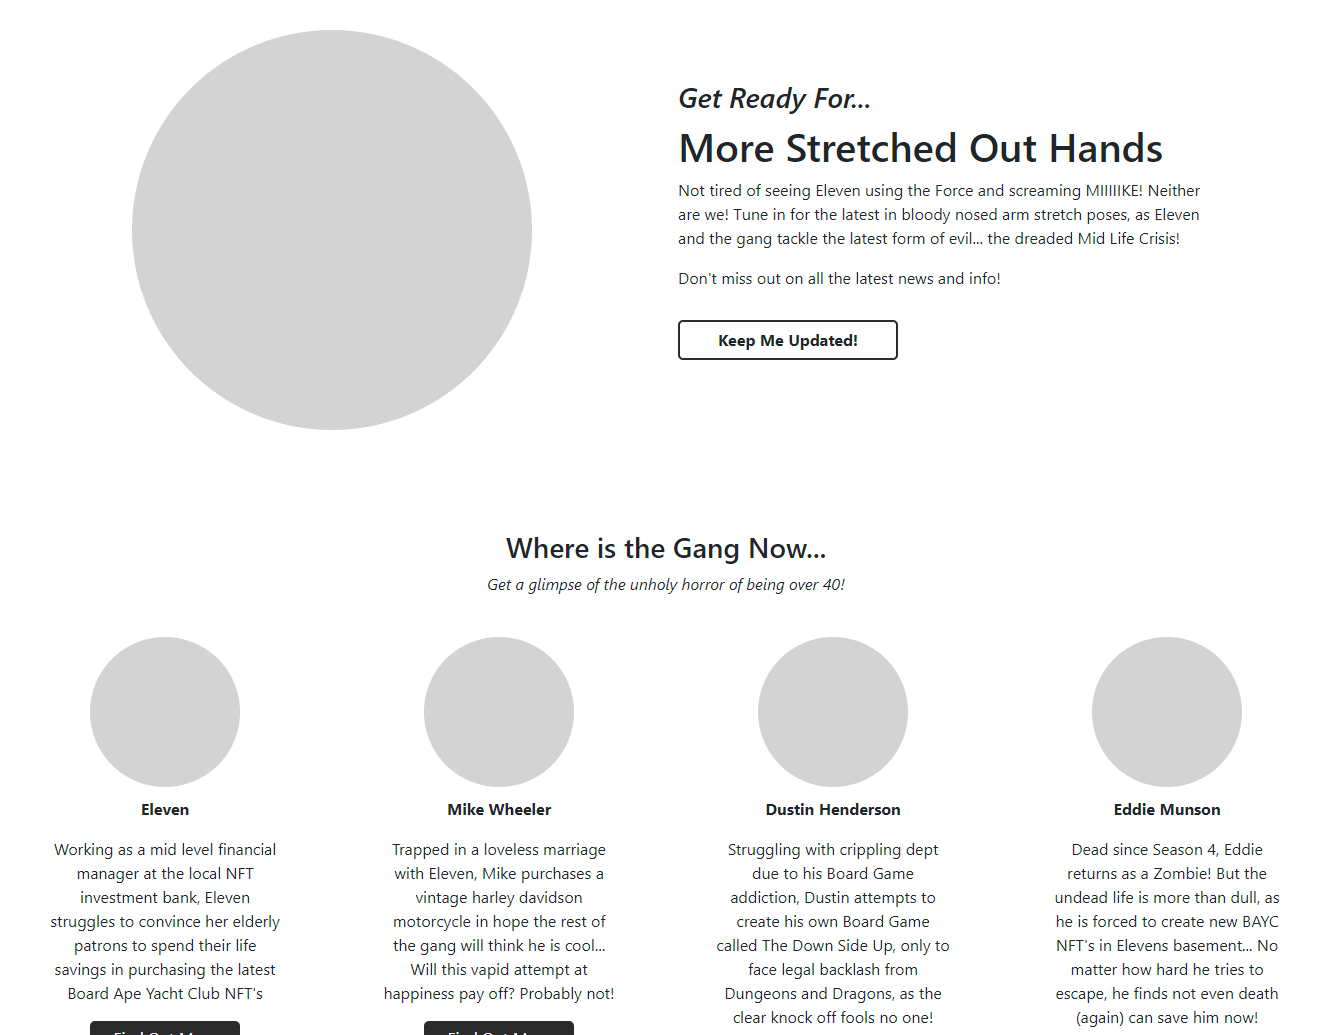 Get Ready For...
More Stretched Out Hands
Not tired of seeing Eleven using the Force and screaming MIIIIIKE! Neither
are we! Tune in for the latest in bloody nosed arm stretch poses, as Eleven
and the gang tackle the latest form of evil... the dreaded Mid Life Crisis!
Don't miss out on all the latest news and info!
Keep Me Updated!
Where is the Gang Now...
Get a glimpse of the unholy horror of being over 40!
Eleven
Working as a mid level financial
manager at the local NFT
investment bank, Eleven
struggles to convince her elderly
patrons to spend their life
savings in purchasing the latest
Board Ape Yacht Club NFT's
Mike Wheeler
Trapped in a loveless marriage
with Eleven, Mike purchases a
vintage harley davidson
motorcycle in hope the rest of
the gang will think he is cool...
Will this vapid attempt at
happiness pay off? Probably not!
Dustin Henderson
Struggling with crippling dept
due to his Board Game
addiction, Dustin attempts to
create his own Board Game
called The Down Side Up, only to
face legal backlash from
Dungeons and Dragons, as the
clear knock off fools no one!
Eddie Munson
Dead since Season 4, Eddie
returns as a Zombie! But the
undead life is more than dull, as
he is forced to create new BAYC
NFT's in Elevens basement... No
matter how hard he tries to
escape, he finds not even death
(again) can save him now!